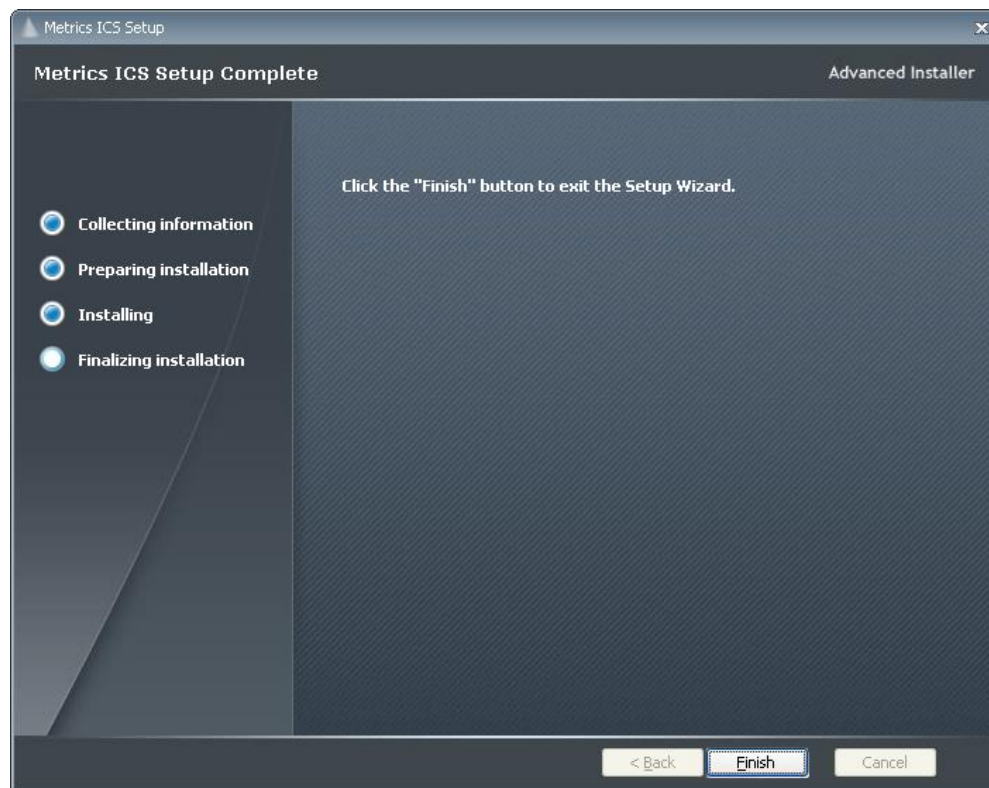 Metrics ICS Setup
Metrics ICS Setup Complete
Advanced Installer
Click the "Finish" button to exit the Setup Wizard.
Collecting information
Preparing installation
Installing
Finalizing installation
< Back
Finish
Cancel